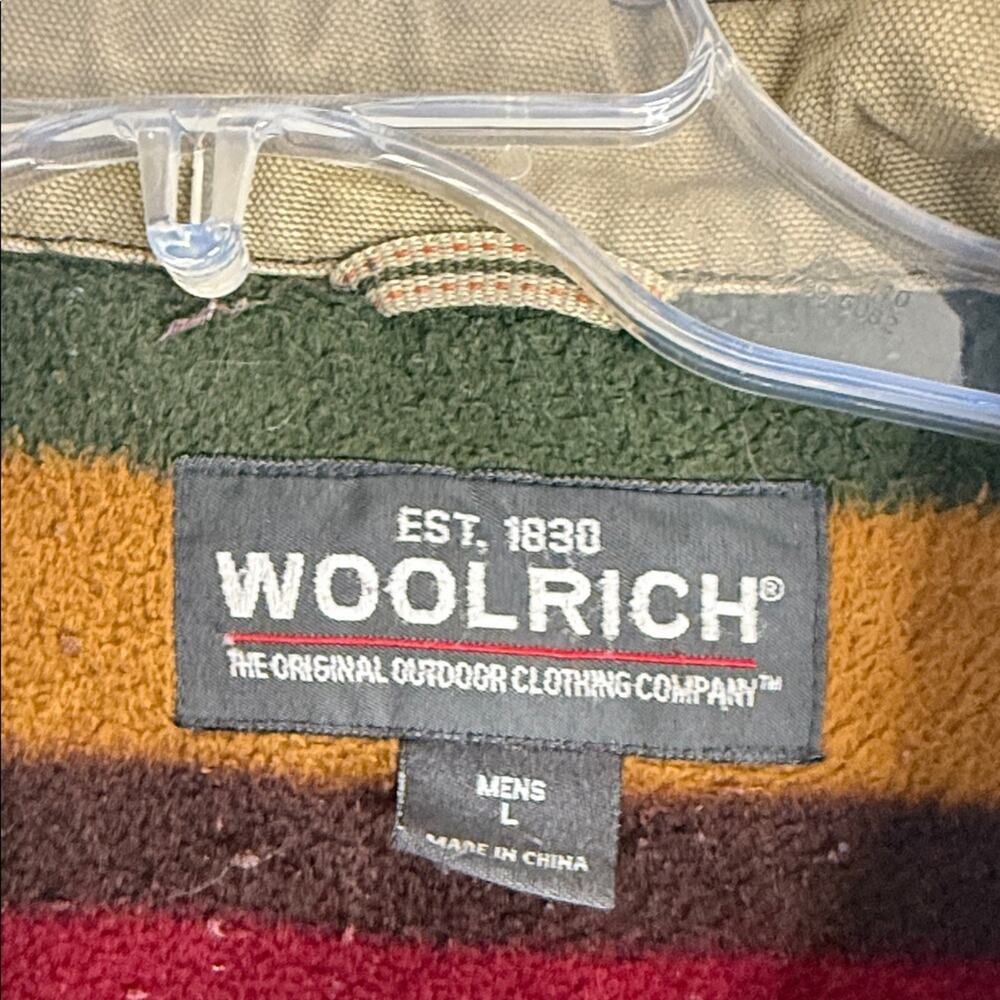 EST. 1830
WOOLRICH®
THE ORIGINAL OUTDOOR CLOTHING COMPANY™
MENS
L
MADE IN CHINA